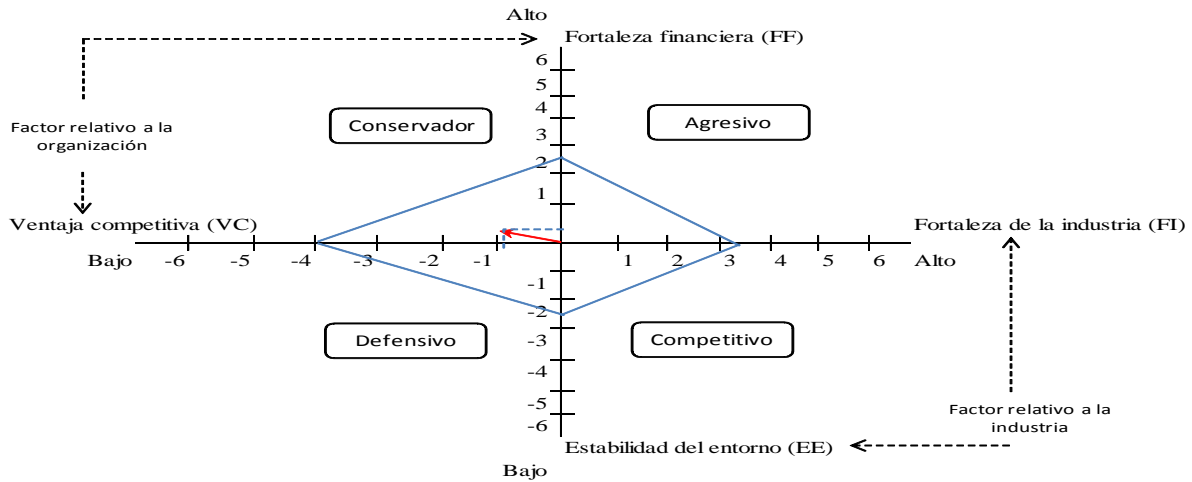 Alto
Fortaleza financiera (FF)
6
5
4
3
2
1
Conservador
Agresivo
Factor relativo a la
organización
Ventaja competitiva (VC)
Fortaleza de la industria (FI)
Bajo
-6
-5
-4
-3
-2
-1
1
2
3
4
5
6
Alto
-1
-2
-3
-4
-5
-6
Defensivo
Competitivo
Factor relativo a la
industria
Estabilidad del entorno (EE)
Bajo